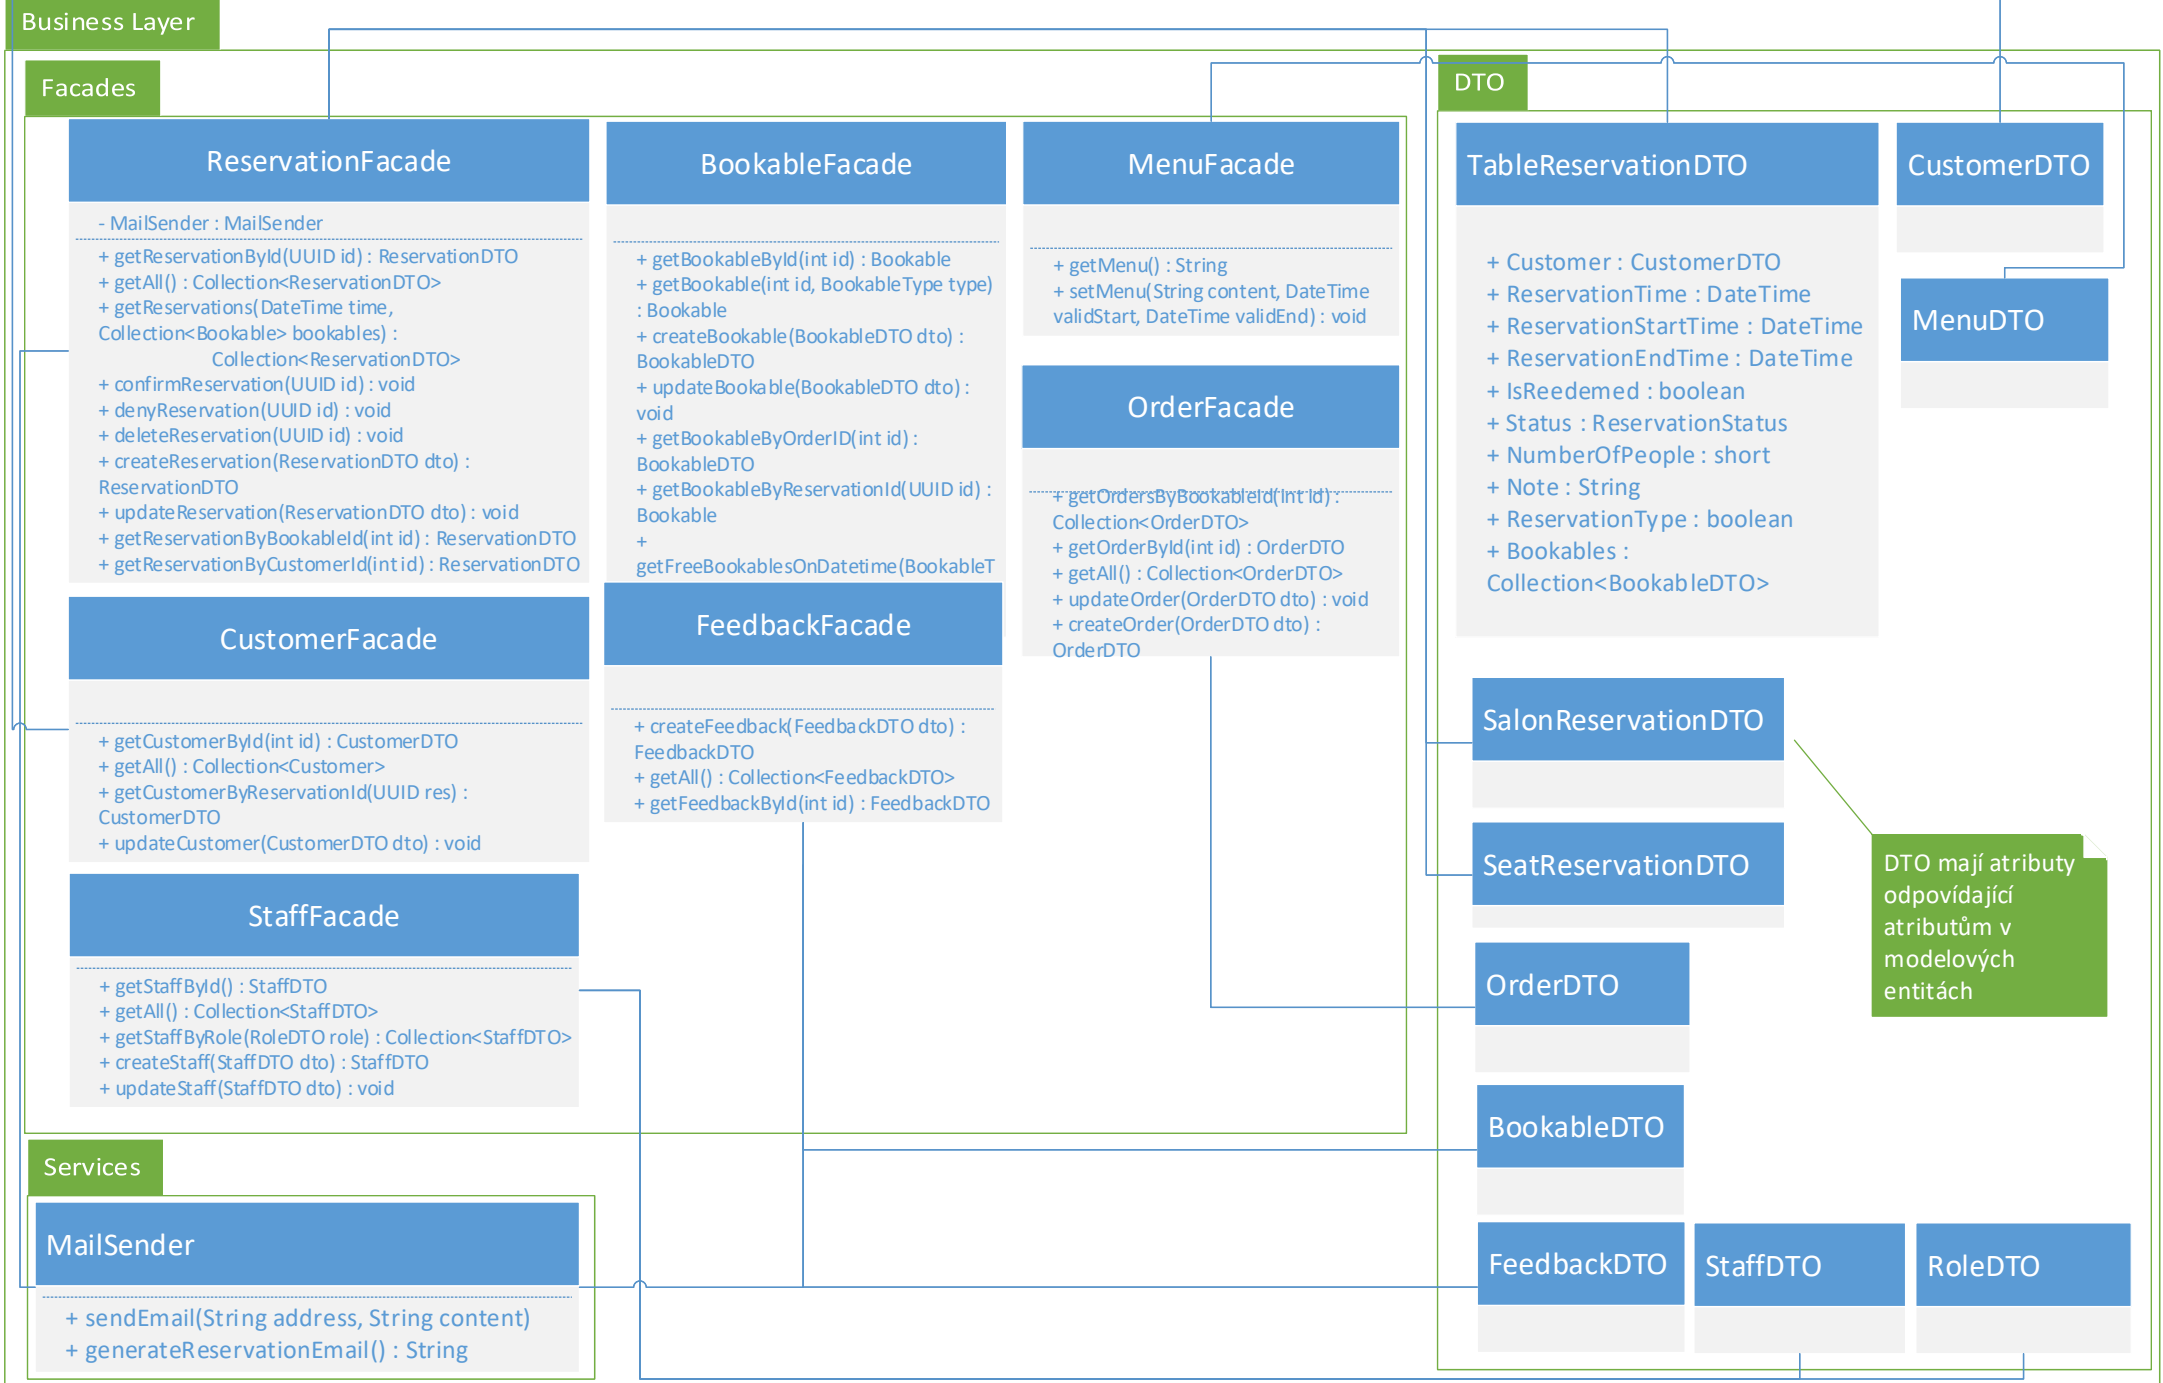 Business Layer
Facades
ReservationFacade
- MailSender : MailSender
+ getReservationById(UUID id) : ReservationDTO
+ getAll() : Collection<ReservationDTO>
+ getReservations(DateTime time,
Collection<Bookable> bookables) :
Collection<ReservationDTO>
+ confirmReservation(UUID id) : void
+ denyReservation(UUID id) : void
+ deleteReservation(UUID id) : void
+ createReservation(ReservationDTO dto) :
ReservationDTO
+ updateReservation(ReservationDTO dto) : void
+ getReservationByBookableId(int id) : ReservationDTO
+ getReservationByCustomerId(int id) : ReservationDTO
BookableFacade
+ getBookableById(int id) : Bookable
+ getBookable(int id, BookableType type)
: Bookable
+ createBookable(BookableDTO dto) :
BookableDTO
+ updateBookable(BookableDTO dto) :
void
+ getBookableByOrderID(int id) :
BookableDTO
+ getBookableByReservationId(UUID id) :
Bookable
+
getFreeBookablesOnDatetime(BookableT
MenuFacade
+ getMenu() : String
+ setMenu(String content, DateTime
validStart, DateTime validEnd) : void
OrderFacade
+ getOrdersByBookableId(int id) :
Collection<OrderDTO>
+ getOrderById(int id) : OrderDTO
+ getAll() : Collection<OrderDTO>
+ updateOrder(OrderDTO dto) : void
+ createOrder(OrderDTO dto) :
OrderDTO
CustomerFacade
+ getCustomerById(int id) : CustomerDTO
+ getAll() : Collection<Customer>
+ getCustomerByReservationId(UUID res) :
CustomerDTO
+ updateCustomer(CustomerDTO dto) : void
FeedbackFacade
+ createFeedback(FeedbackDTO dto) :
FeedbackDTO
+ getAll() : Collection<FeedbackDTO>
+ getFeedbackById(int id) : FeedbackDTO
StaffFacade
+ getStaffById() : StaffDTO
+ getAll() : Collection<StaffDTO>
+ getStaffByRole(RoleDTO role) : Collection<StaffDTO>
+ createStaff(StaffDTO dto) : StaffDTO
+ updateStaff(StaffDTO dto) : void
Services
MailSender
+ sendEmail(String address, String content)
+ generateReservationEmail() : String
DTO
TableReservationDTO
+ Customer : CustomerDTO
+ ReservationTime : DateTime
+ ReservationStartTime : DateTime
+ ReservationEndTime : DateTime
+ IsReedemed : boolean
+ Status : ReservationStatus
+ NumberOfPeople : short
+ Note : String
+ ReservationType : boolean
+ Bookables :
Collection<BookableDTO>
CustomerDTO
MenuDTO
SalonReservationDTO
SeatReservationDTO
DTO mají atributy
odpovídající
atributům v
modelových
entitách
OrderDTO
BookableDTO
FeedbackDTO
StaffDTO
RoleDTO